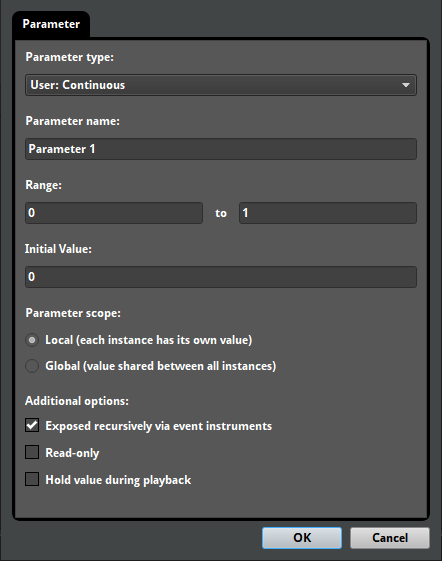 Parameter
Parameter type:
User: Continuous
Parameter name:
Parameter 1
Range:
0 to 1
Initial Value:
0
Parameter scope:
Local (each instance has its own value)
Global (value shared between all instances)
Additional options:
Exposed recursively via event instruments
Read-only
Hold value during playback
OK Cancel